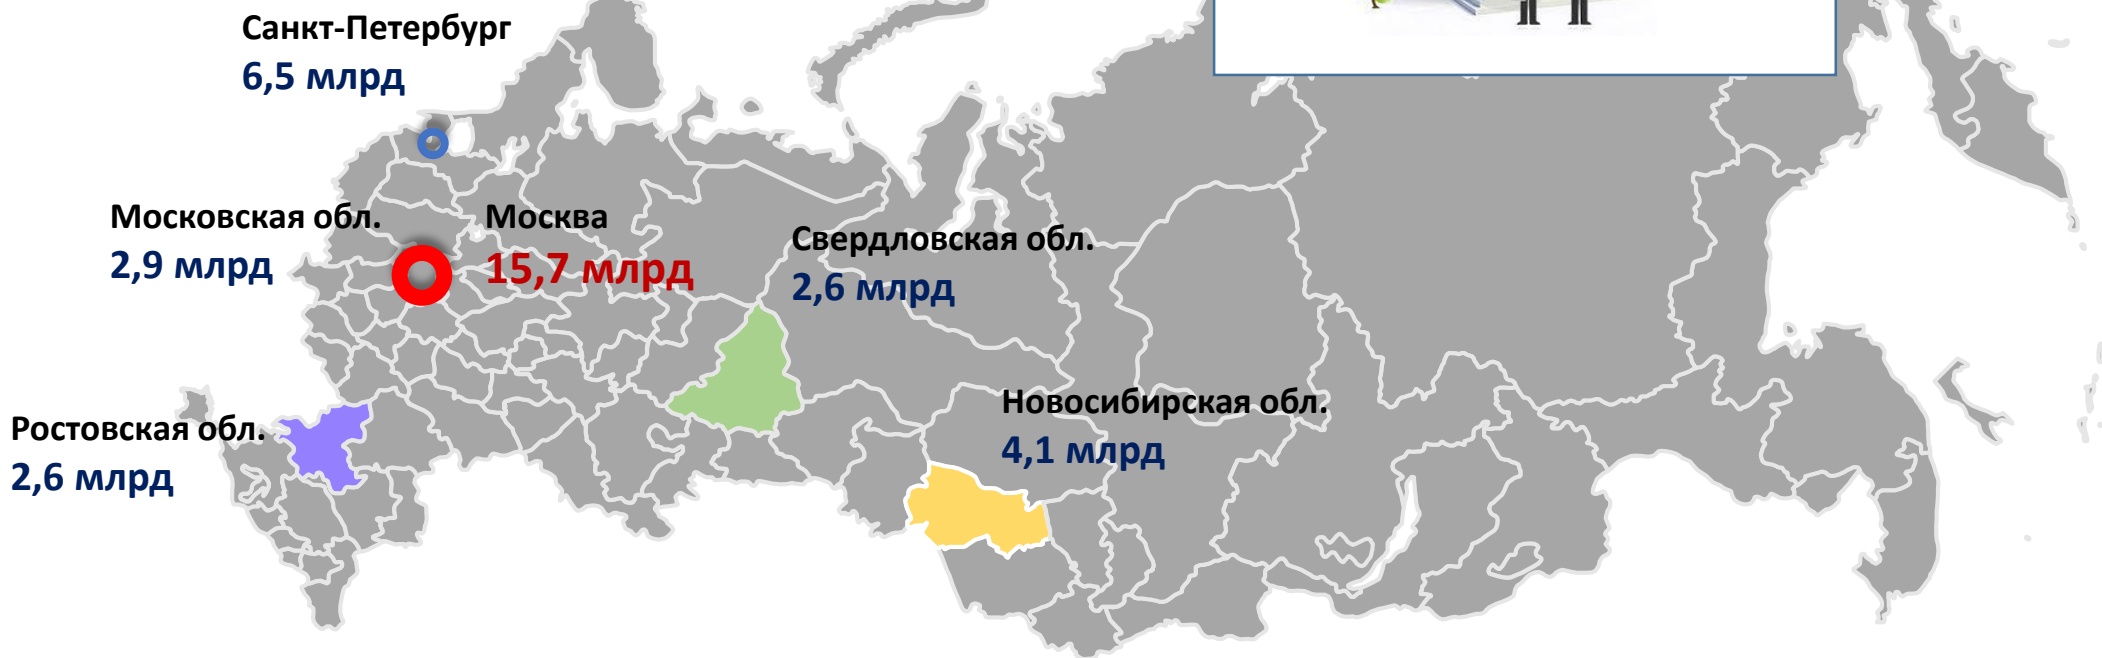 Санкт-Петербург
6,5 млрд
Московская обл.
2,9 млрд
Москва
15,7 млрд
Свердловская обл.
2,6 млрд
Новосибирская обл.
4,1 млрд
Ростовская обл.
2,6 млрд